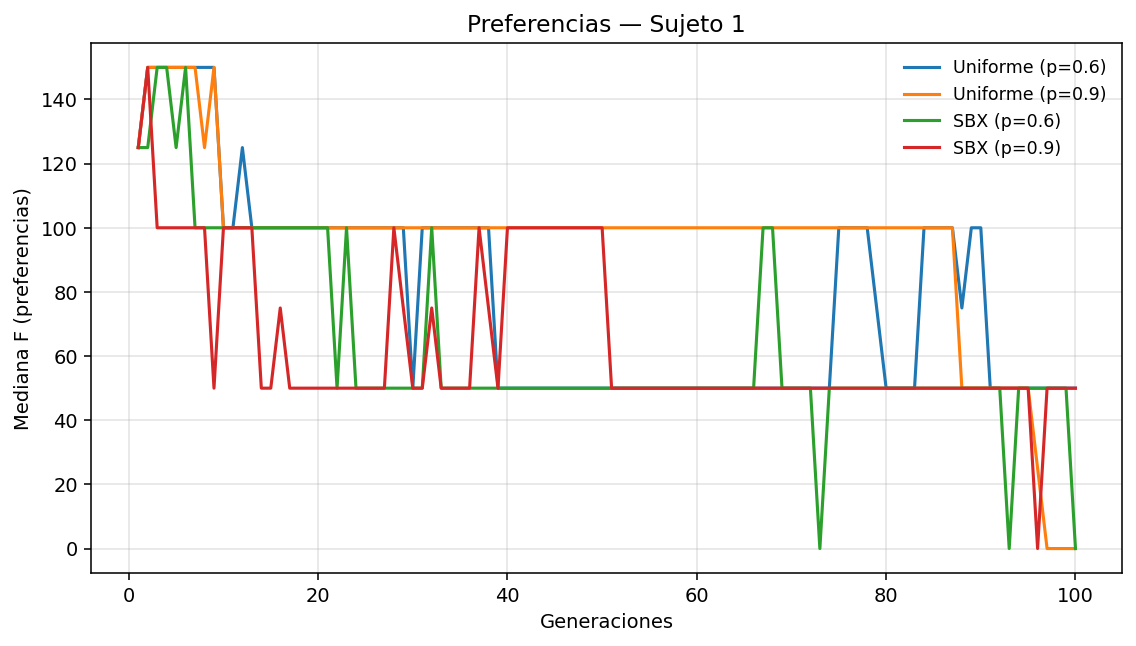 Preferencias — Sujeto 1
Uniforme (p=0.6)
Uniforme (p=0.9)
SBX (p=0.6)
SBX (p=0.9)
Mediana F (preferencias)
140
120
100
80
60
40
20
0
0 20 40 60 80 100
Generaciones